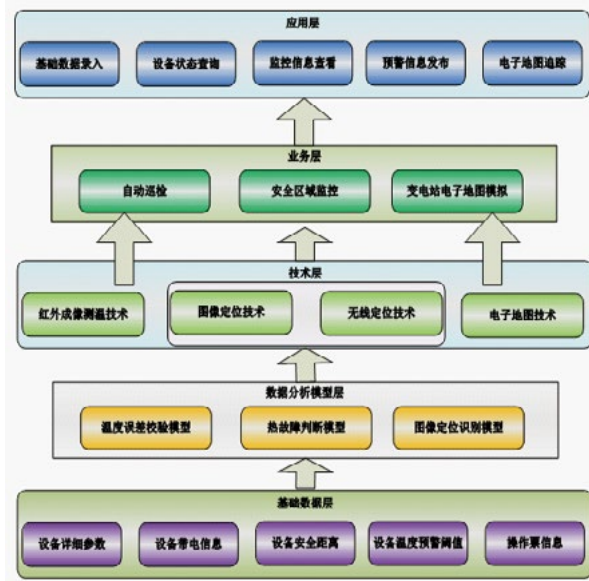 应用层
基础数据录入 设备状态查询 监控信息查看 预警信息发布 电子地图追踪
业务层
自动巡检 安全区域监控 变电站电子地图模拟
技术层
红外成像测温技术 图像定位技术 无线定位技术 电子地图技术
数据分析模型层
温度误差校验模型 热故障判断模型 图像定位识别模型
基础数据层
设备详细参数 设备带电信息 设备安全距离 设备温度预警阈值 操作票信息